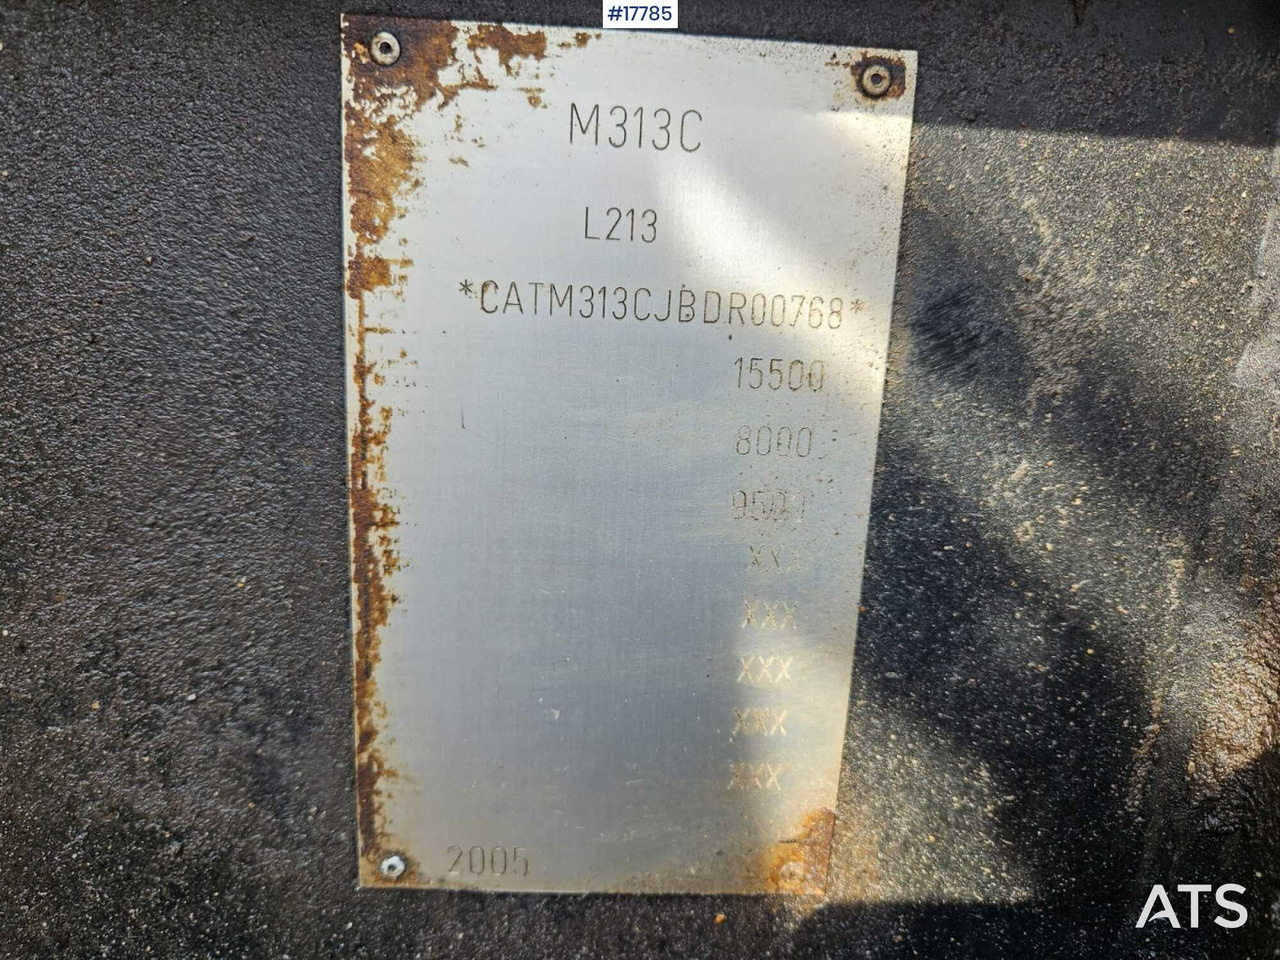 #17785
M313C
L213
*CATM313CJBDR00768*
15500
8000
9500
XXX
XXX
XXX
XXX
XXX
2005
ATS